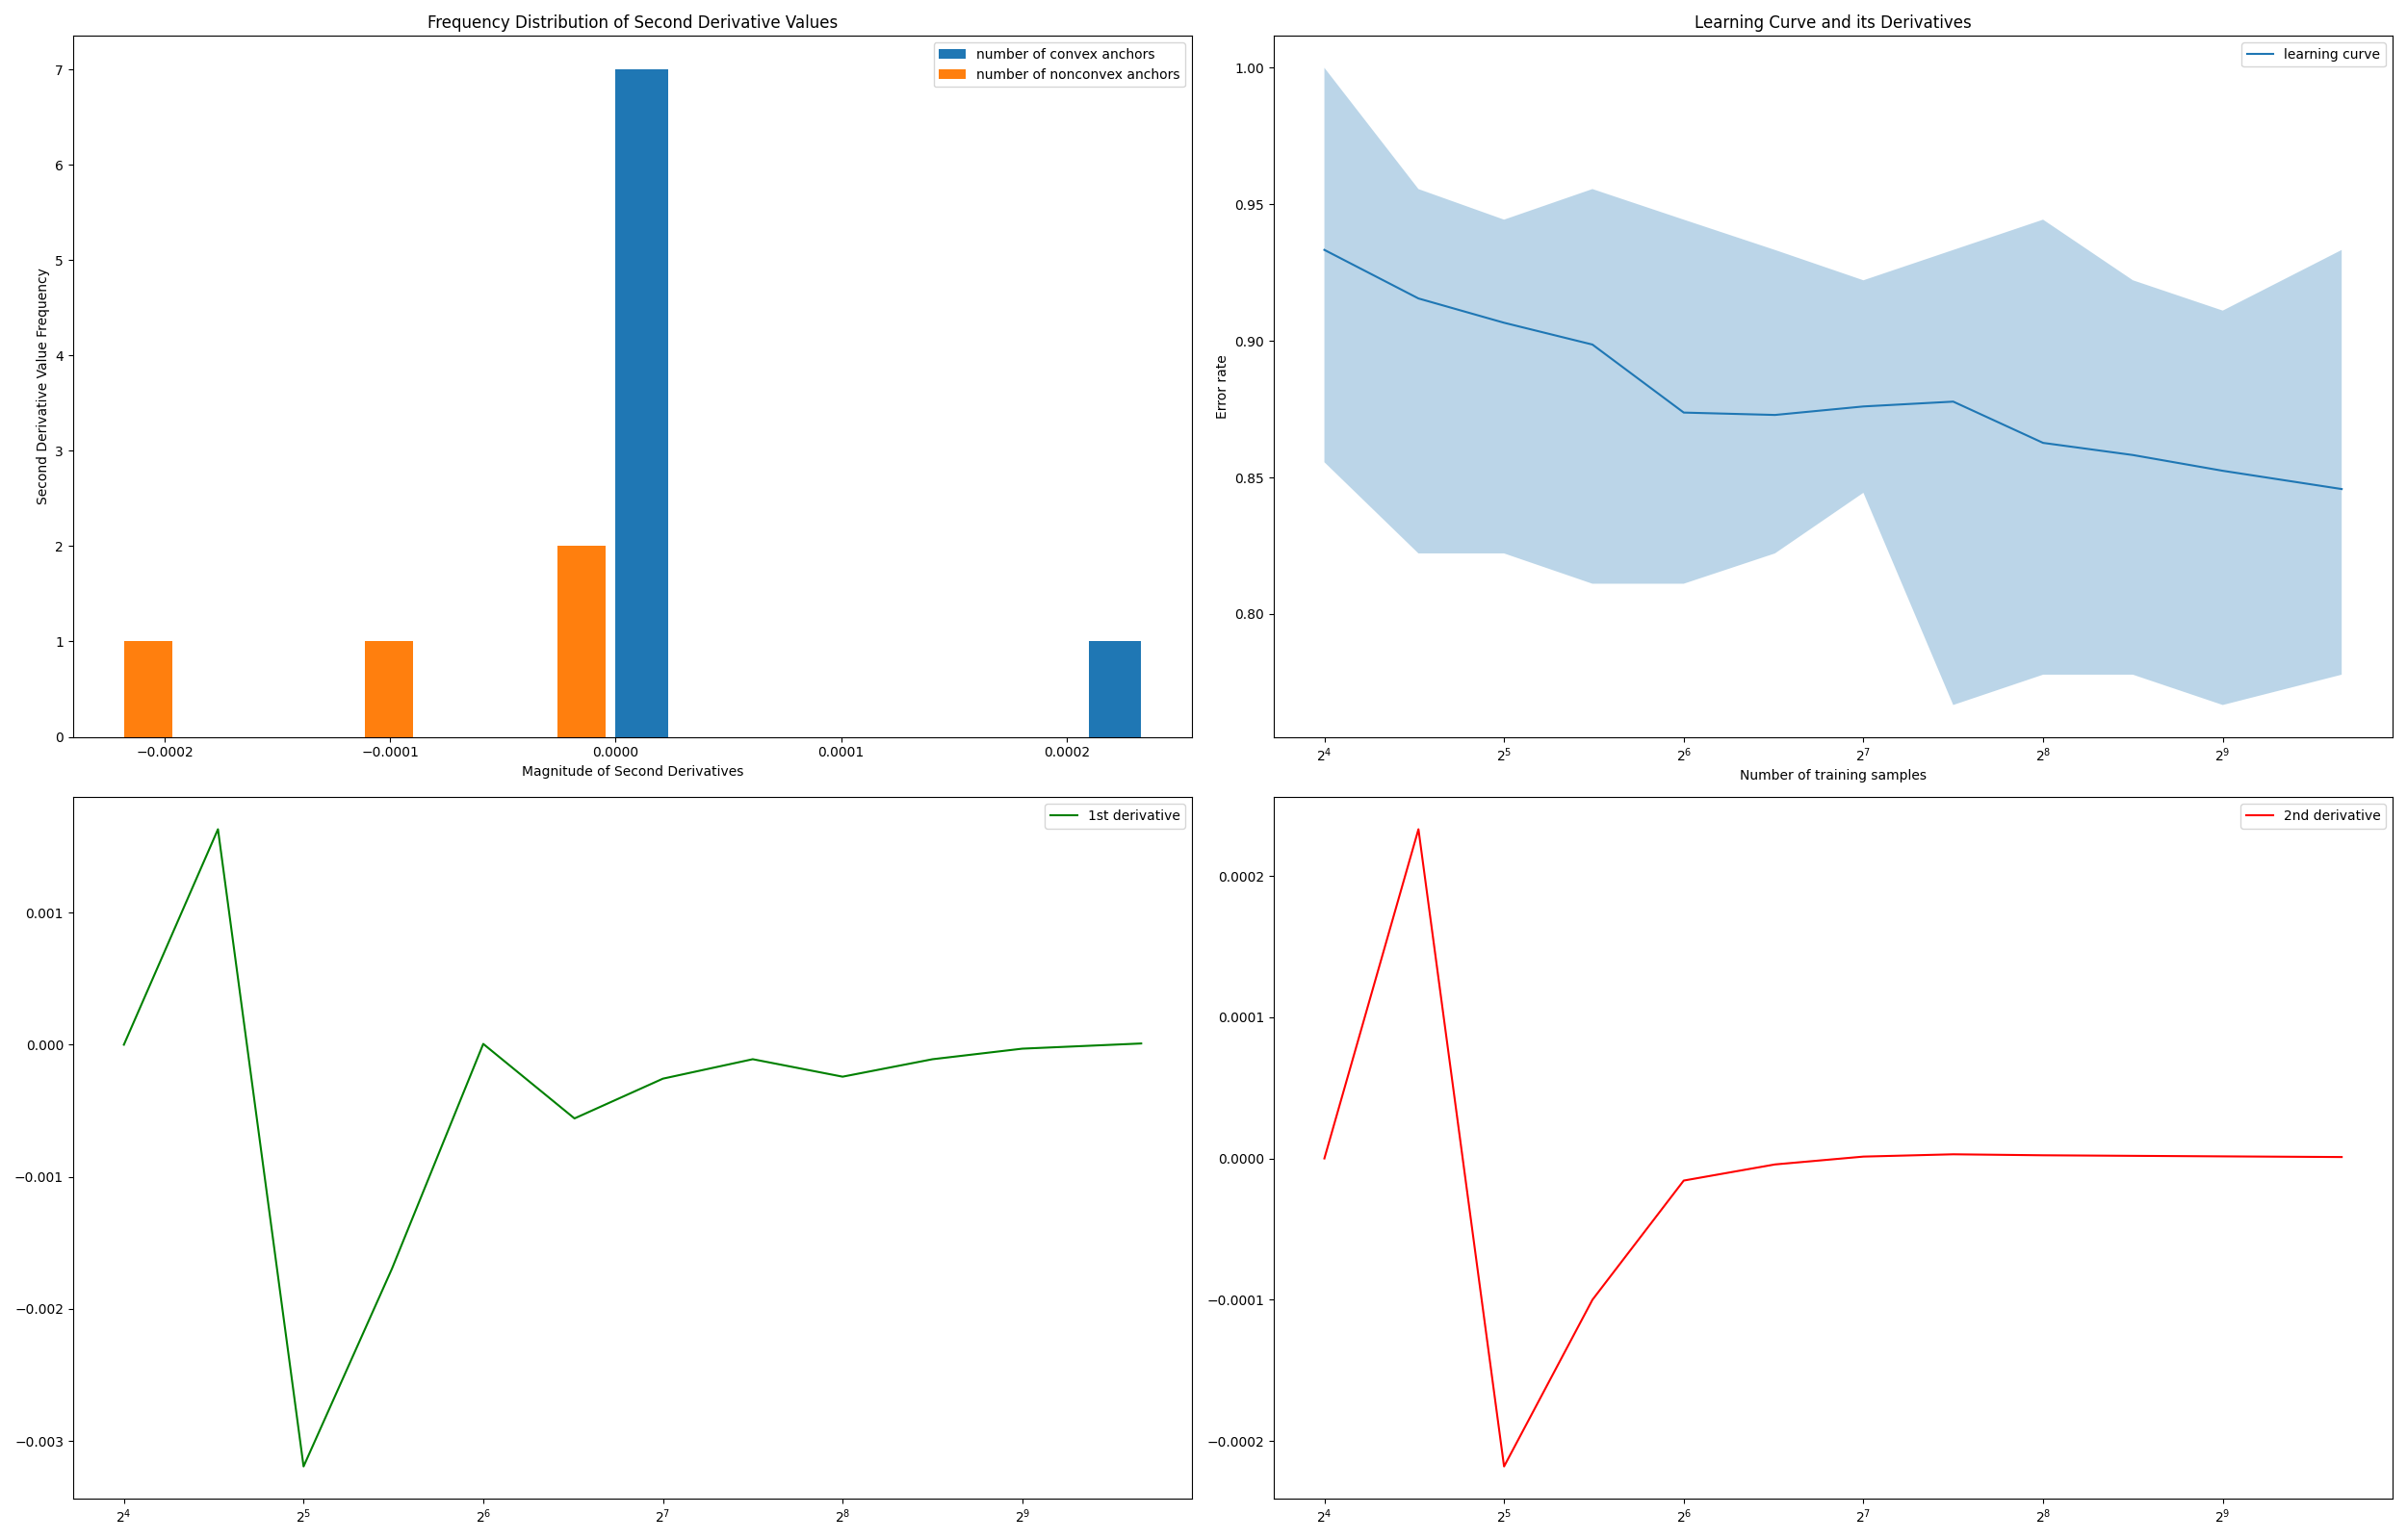 Frequency Distribution of Second Derivative Values
number of convex anchors
number of nonconvex anchors
Second Derivative Value Frequency
7
6
5
4
3
2
1
0
−0.0002 −0.0001 0.0000 0.0001 0.0002
Magnitude of Second Derivatives
Learning Curve and its Derivatives
learning curve
Error rate
1.00
0.95
0.90
0.85
0.80
2⁴ 2⁵ 2⁶ 2⁷ 2⁸ 2⁹
Number of training samples
1st derivative
0.001
0.000
−0.001
−0.002
−0.003
2⁴ 2⁵ 2⁶ 2⁷ 2⁸ 2⁹
2nd derivative
0.0002
0.0001
0.0000
−0.0001
−0.0002
2⁴ 2⁵ 2⁶ 2⁷ 2⁸ 2⁹